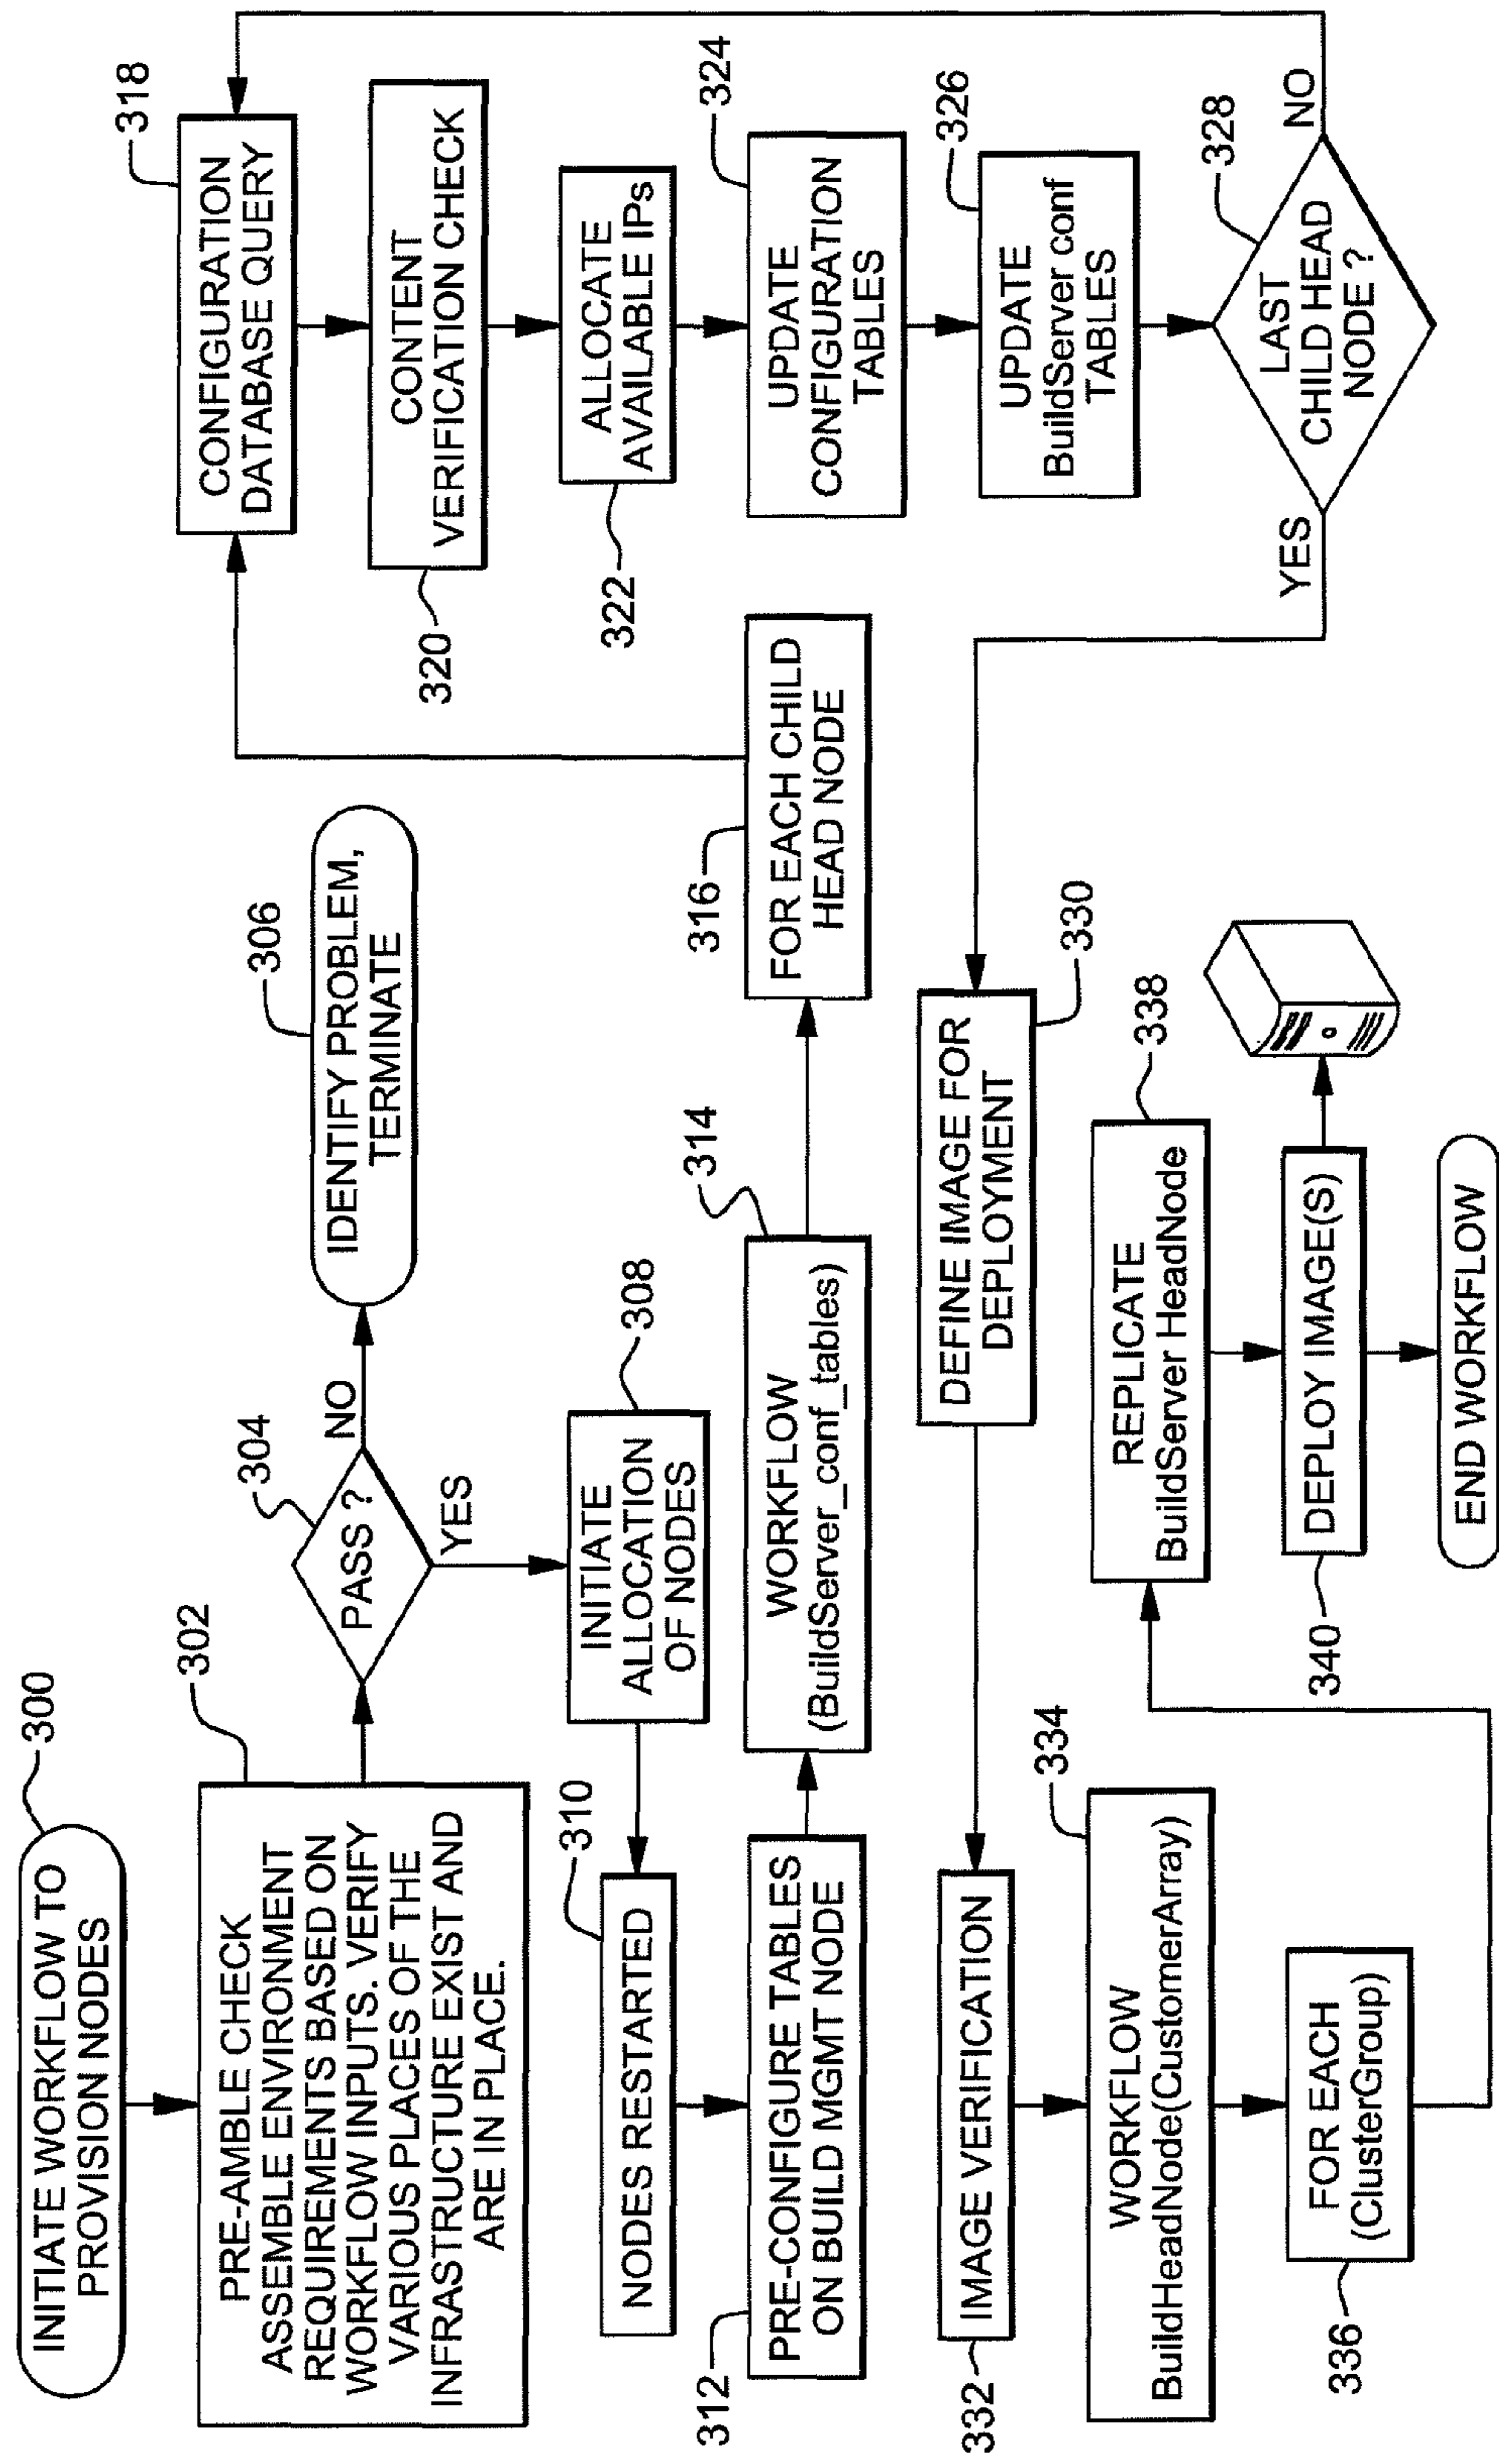 300
INITIATE WORKFLOW TO
PROVISION NODES
302
PRE-AMBLE CHECK
ASSEMBLE ENVIRONMENT
REQUIREMENTS BASED ON
WORKFLOW INPUTS. VERIFY
VARIOUS PLACES OF THE
INFRASTRUCTURE EXIST AND
ARE IN PLACE.
304
PASS ?
NO
YES
306
IDENTIFY PROBLEM,
TERMINATE
308
INITIATE
ALLOCATION
OF NODES
310
NODES RESTARTED
312
PRE-CONFIGURE TABLES
ON BUILD MGMT NODE
314
WORKFLOW
(BuildServer_conf_tables)
316
FOR EACH CHILD
HEAD NODE
318
CONFIGURATION
DATABASE QUERY
320
CONTENT
VERIFICATION CHECK
322
ALLOCATE
AVAILABLE IPs
324
UPDATE
CONFIGURATION
TABLES
326
UPDATE
BuildServer conf
TABLES
328
LAST
CHILD HEAD
NODE ?
NO
YES
330
DEFINE IMAGE FOR
DEPLOYMENT
332
IMAGE VERIFICATION
334
WORKFLOW
BuildHeadNode(CustomerArray)
336
FOR EACH
(ClusterGroup)
338
REPLICATE
BuildServer HeadNode
340
DEPLOY IMAGE(S)
END WORKFLOW